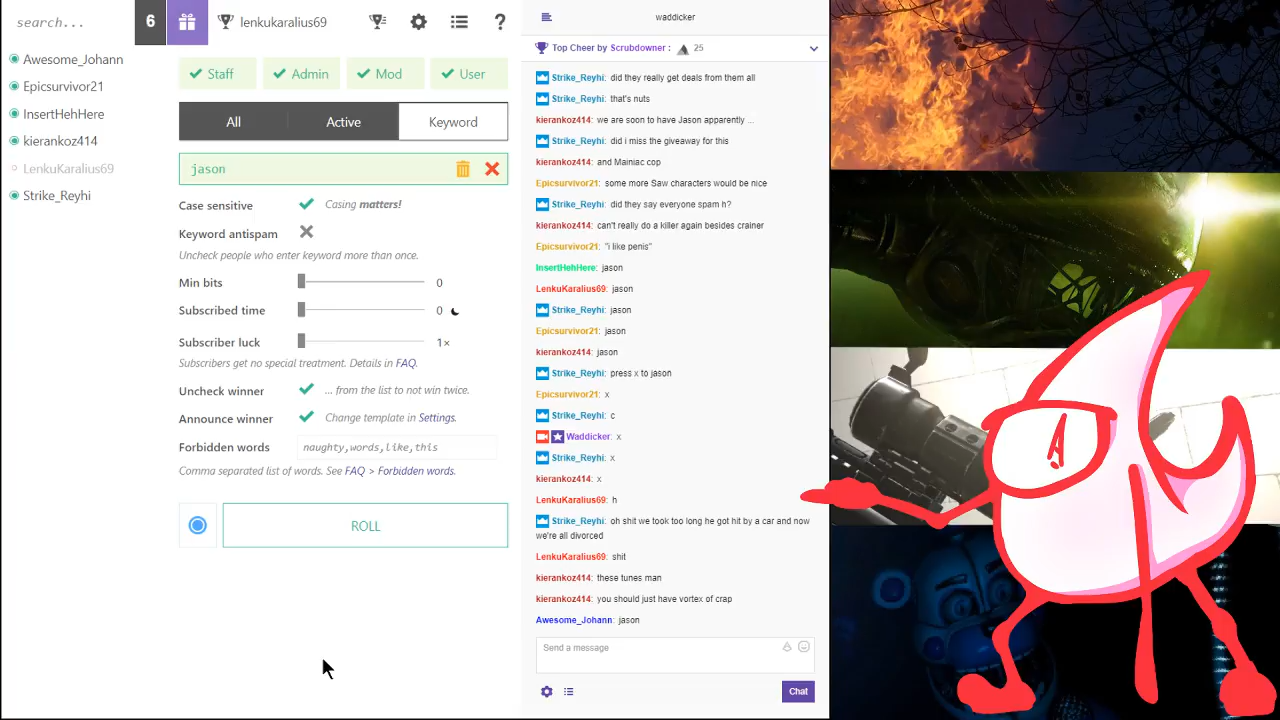 search...
6
lenkukaralius69
?
Awesome_Johann
Epicsurvivor21
InsertHehHere
kierankoz414
LenkuKaralius69
Strike_Reyhi
Staff
Admin
Mod
User
All
Active
Keyword
jason
Case sensitive
Casing matters!
Keyword antispam
Uncheck people who enter keyword more than once.
Min bits
0
Subscribed time
0
Subscriber luck
1×
Subscribers get no special treatment. Details in FAQ.
Uncheck winner
... from the list to not win twice.
Announce winner
Change template in Settings.
Forbidden words
naughty,words,like,this
Comma separated list of words. See FAQ > Forbidden words.
ROLL
waddicker
Top Cheer by Scrubdowner : 25
Strike_Reyhi: did they really get deals from them all
Strike_Reyhi: that's nuts
kierankoz414: we are soon to have Jason apparently ...
Strike_Reyhi: did i miss the giveaway for this
kierankoz414: and Mainiac cop
Epicsurvivor21: some more Saw characters would be nice
Strike_Reyhi: did they say everyone spam h?
kierankoz414: can't really do a killer again besides crainer
Epicsurvivor21: "i like penis"
InsertHehHere: jason
LenkuKaralius69: jason
Strike_Reyhi: jason
Epicsurvivor21: jason
kierankoz414: jason
Strike_Reyhi: press x to jason
Epicsurvivor21: x
Strike_Reyhi: c
Waddicker: x
Strike_Reyhi: x
kierankoz414: x
LenkuKaralius69: h
Strike_Reyhi: oh shit we took too long he got hit by a car and now
we're all divorced
LenkuKaralius69: shit
kierankoz414: these tunes man
kierankoz414: you should just have vortex of crap
Awesome_Johann: jason
Send a message
Chat